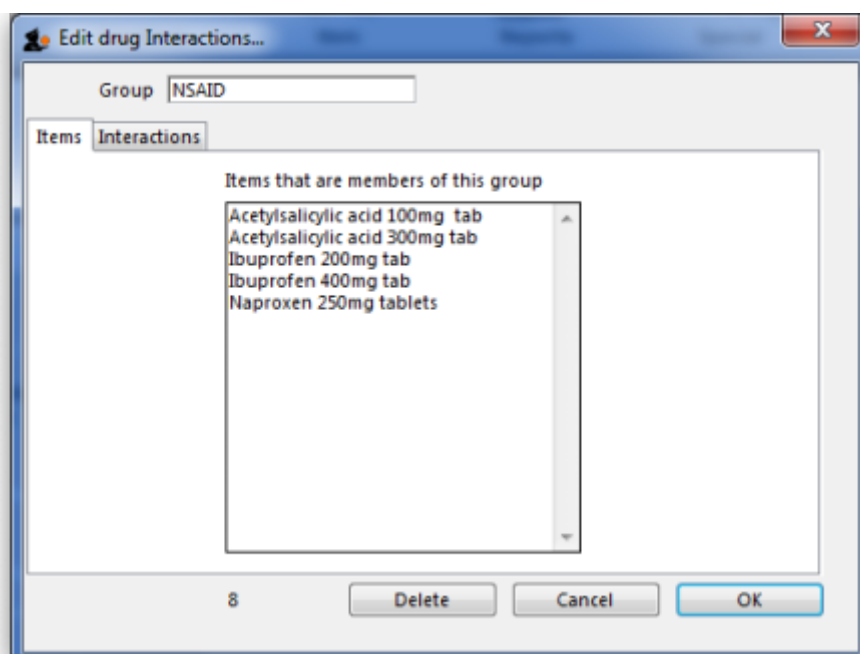 Edit drug Interactions...
Group NSAID
Items Interactions
Items that are members of this group
Acetylsalicylic acid 100mg  tab
Acetylsalicylic acid 300mg tab
Ibuprofen 200mg tab
Ibuprofen 400mg tab
Naproxen 250mg tablets
8 Delete Cancel OK